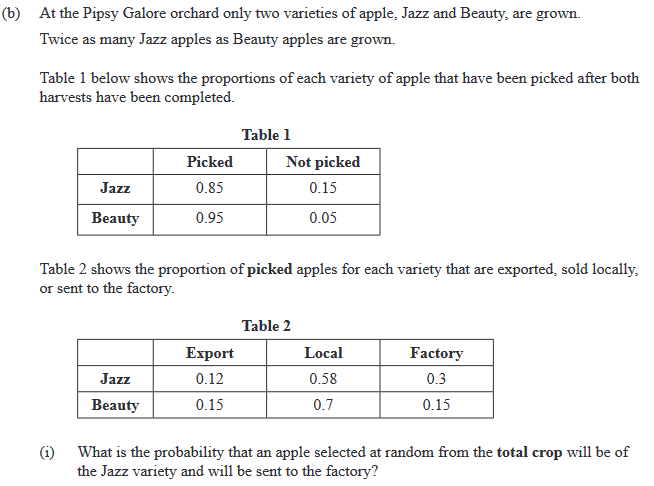 (b) At the Pipsy Galore orchard only two varieties of apple, Jazz and Beauty, are grown.
Twice as many Jazz apples as Beauty apples are grown.
Table 1 below shows the proportions of each variety of apple that have been picked after both
harvests have been completed.
Table 1
Picked Not picked
Jazz 0.85 0.15
Beauty 0.95 0.05
Table 2 shows the proportion of picked apples for each variety that are exported, sold locally,
or sent to the factory.
Table 2
Export Local Factory
Jazz 0.12 0.58 0.3
Beauty 0.15 0.7 0.15
(i) What is the probability that an apple selected at random from the total crop will be of
the Jazz variety and will be sent to the factory?